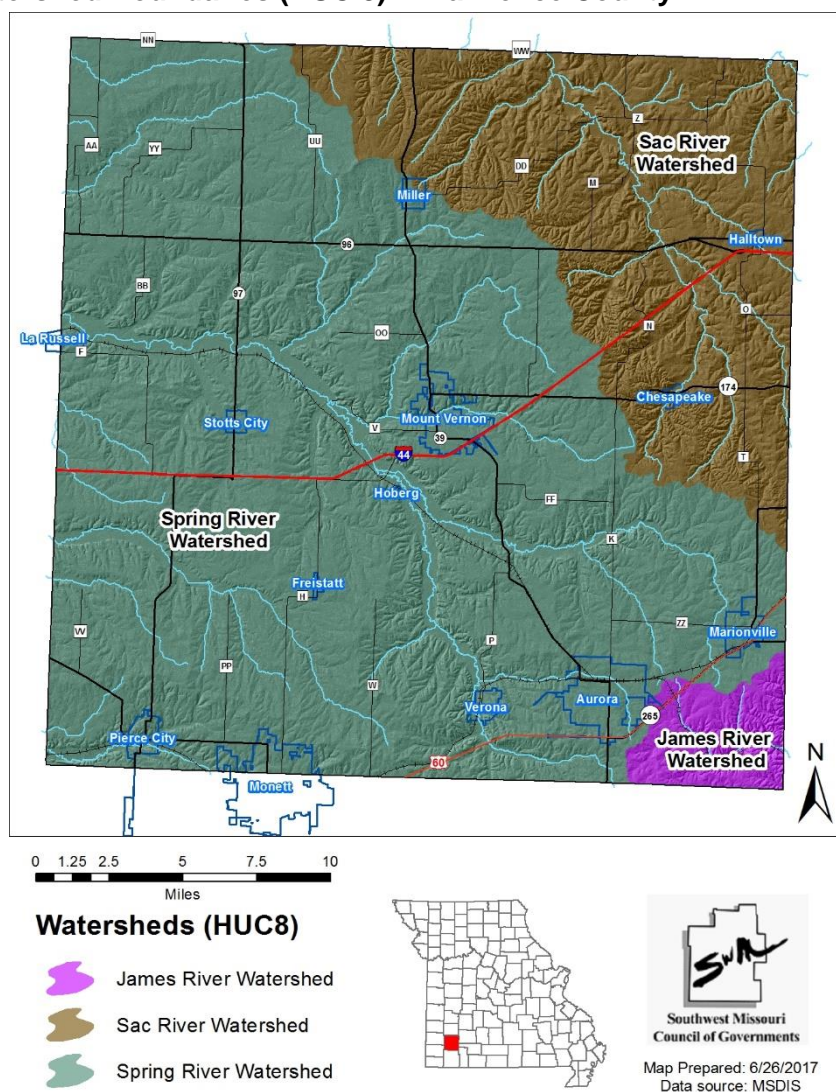 NN
WW
Z
Sac River
Watershed
AA
YY
UU
DD
M
Miller
96
Halltown
BB
97
O
OO
N
La Russell
F
Chesapeake
174
Stotts City
Mount Vernon
V
39
44
T
Hoberg
FF
Spring River
Watershed
K
Freistatt
H
ZZ
Marionville
VV
P
PP
W
Verona
Aurora
265
Pierce City
James River
Watershed
60
Monett
N
0 1.25 2.5 5 7.5 10
Miles
Watersheds (HUC8)
James River Watershed
Sac River Watershed
Spring River Watershed
Southwest Missouri
Council of Governments
Map Prepared: 6/26/2017
Data source: MSDIS